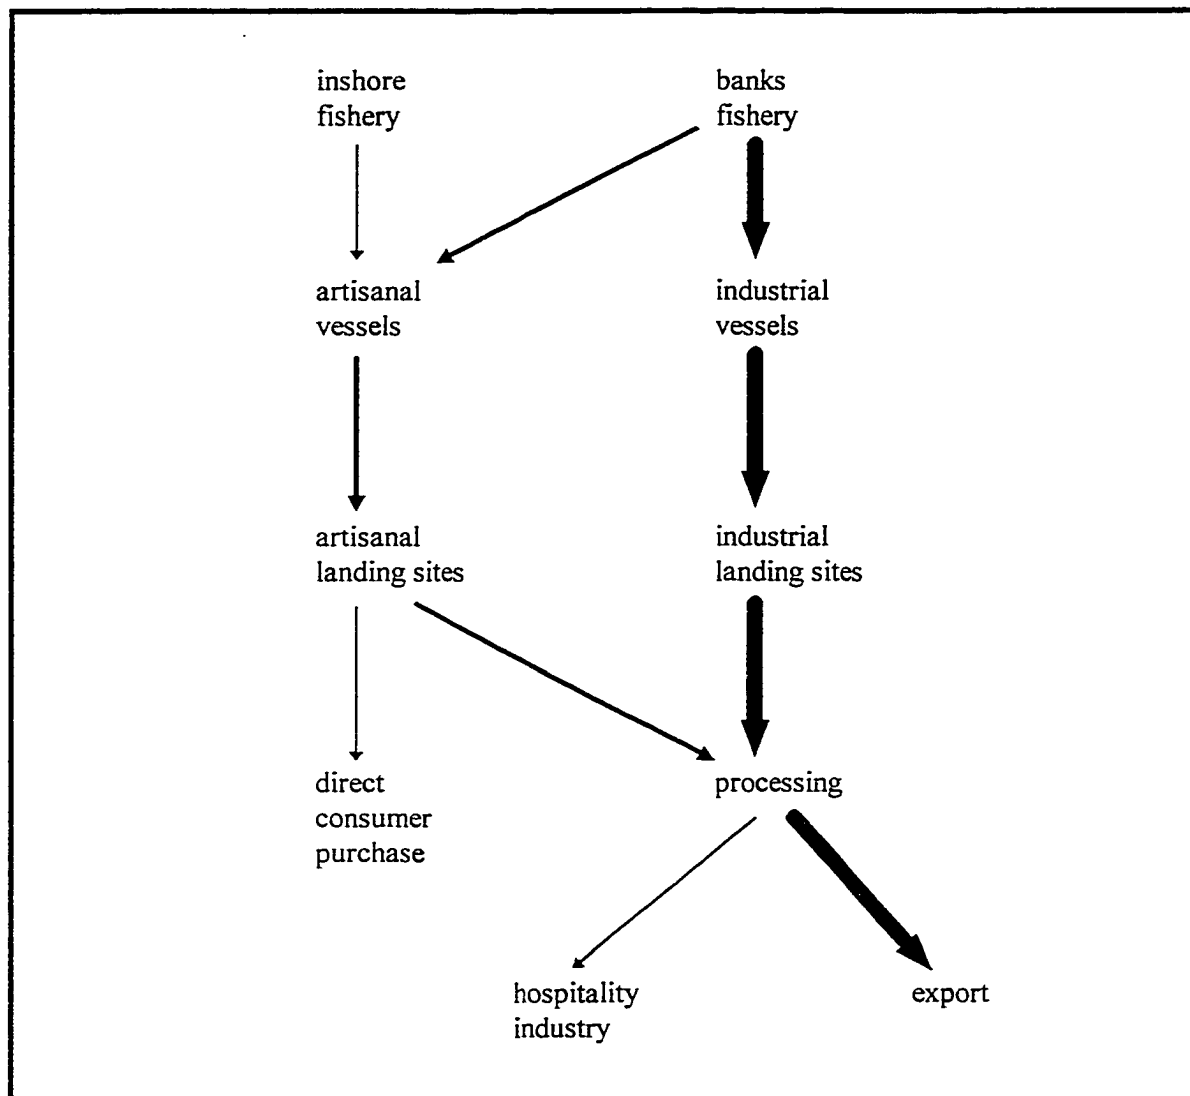 inshore
fishery
banks
fishery
artisanal
vessels
industrial
vessels
artisanal
landing sites
industrial
landing sites
direct
consumer
purchase
processing
hospitality
industry
export